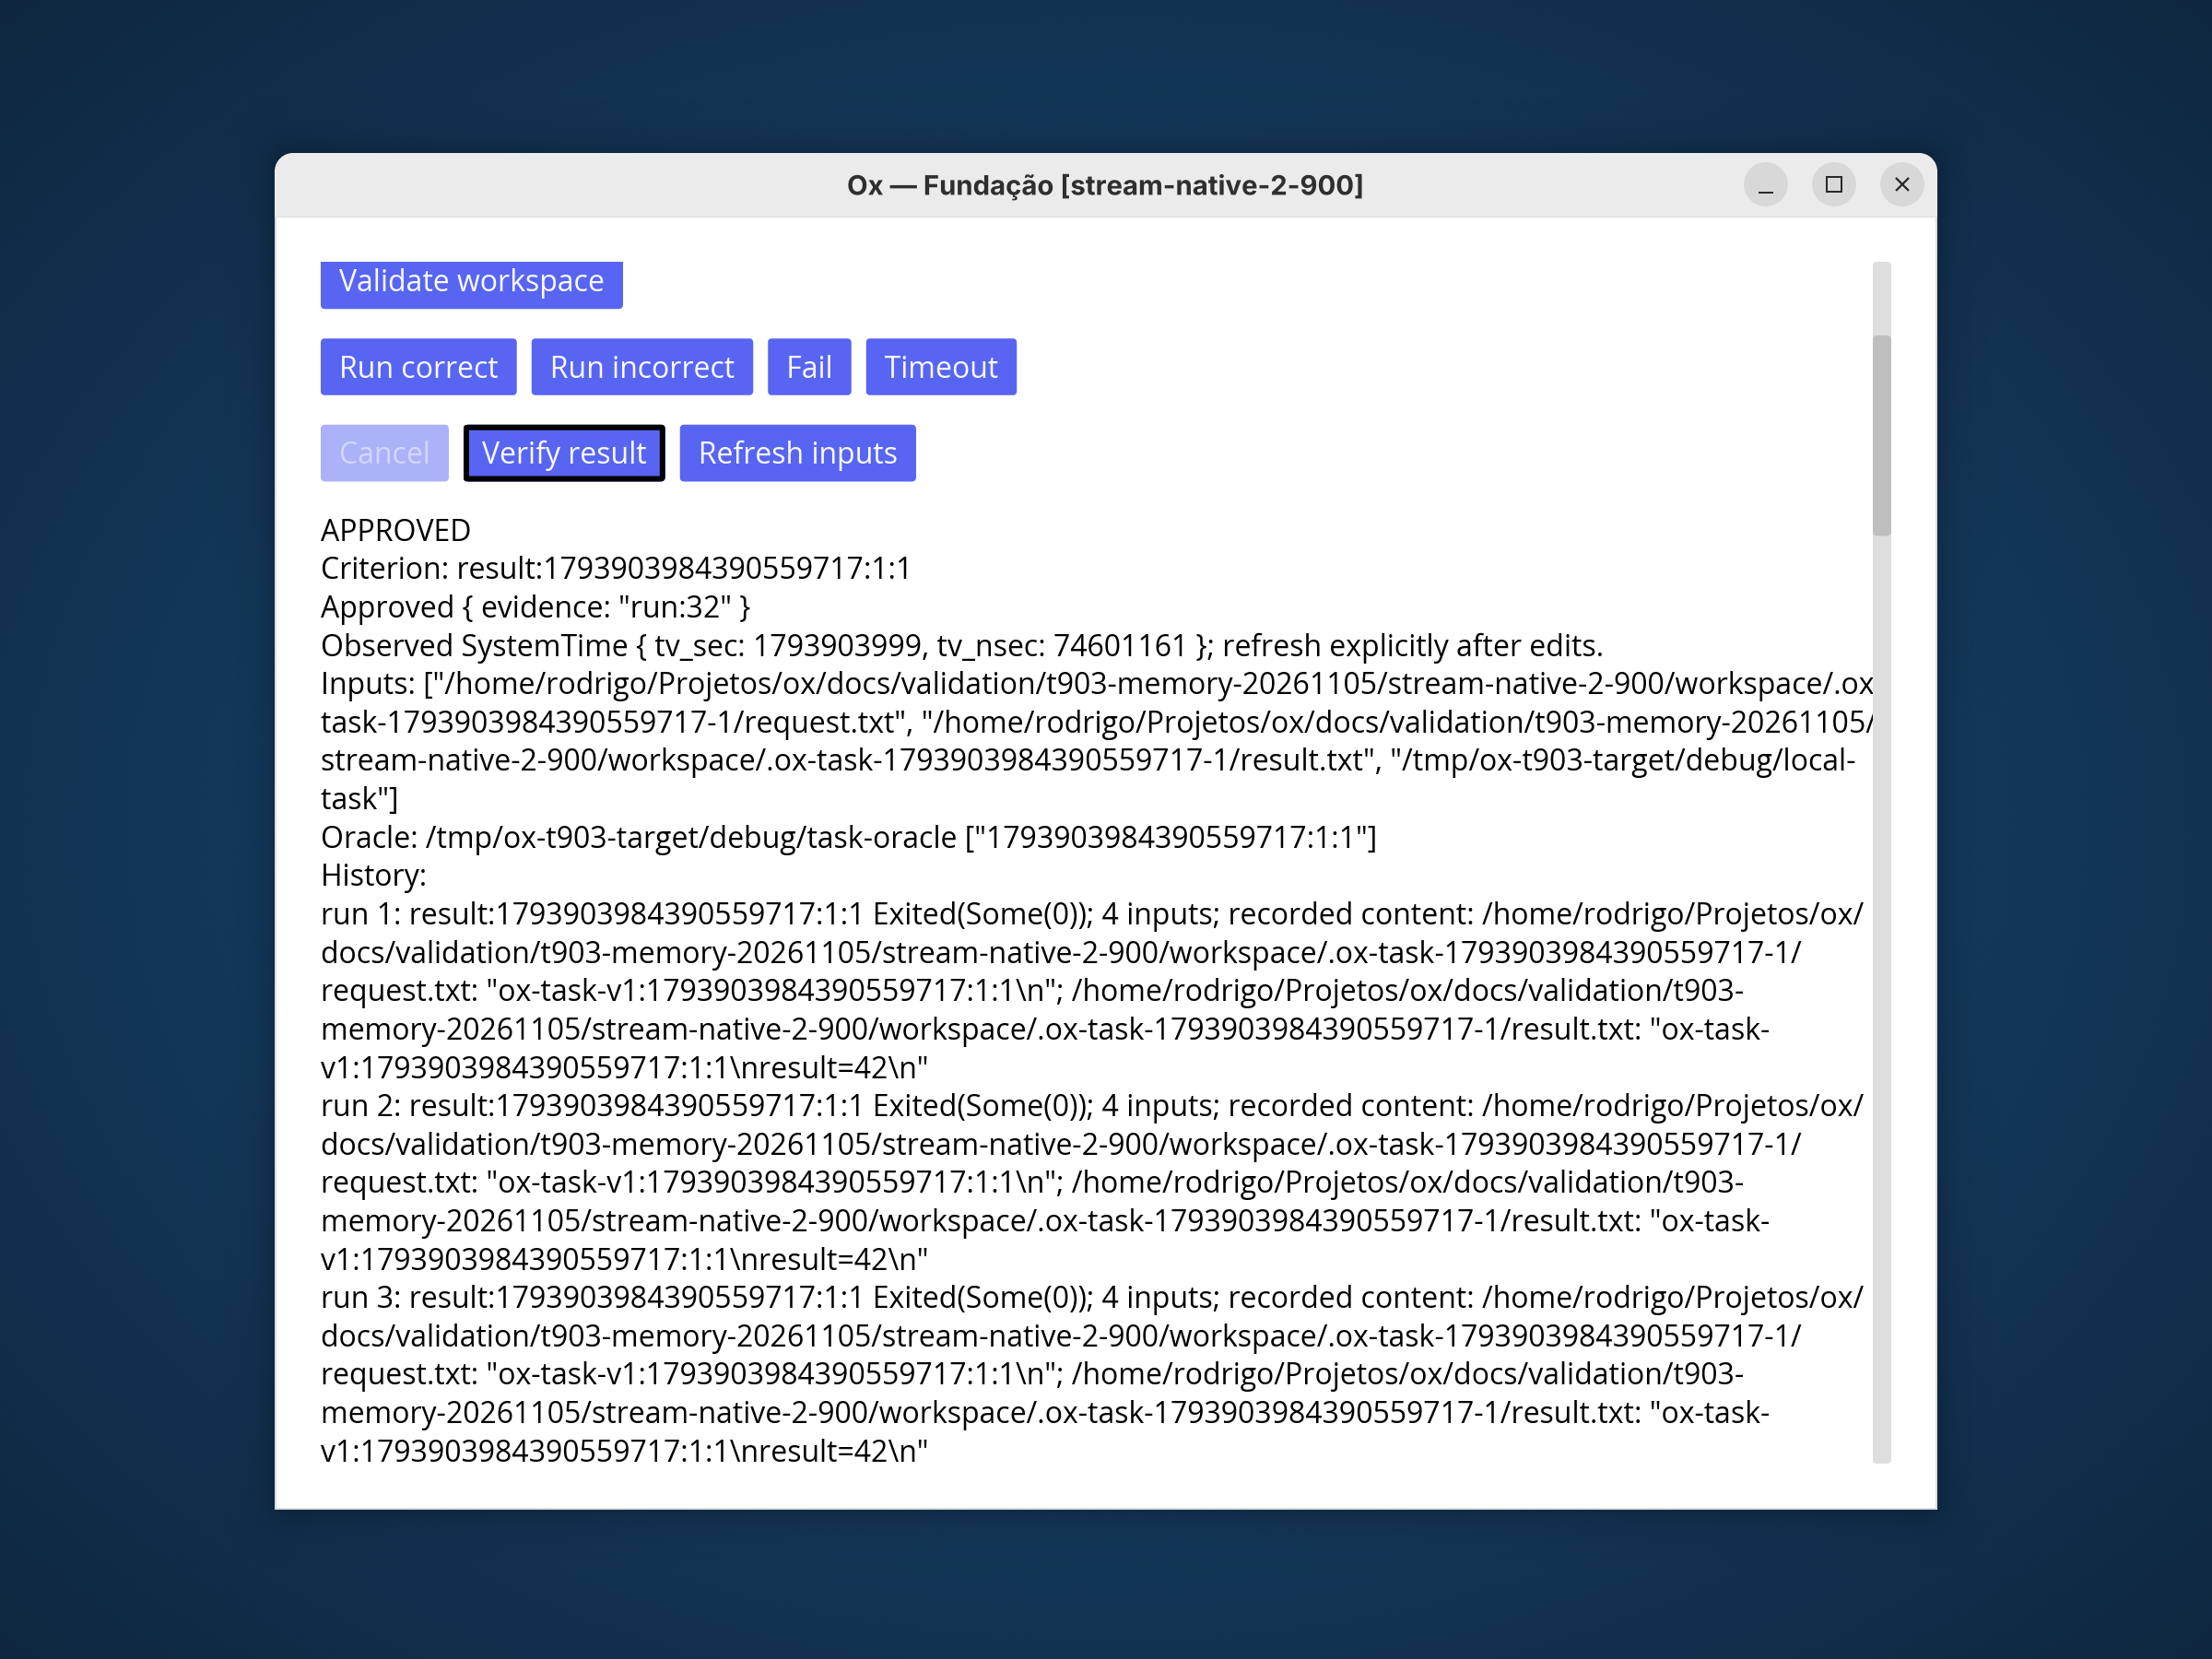 Ox — Fundação [stream-native-2-900]
Validate workspace
Run correct Run incorrect Fail Timeout
Cancel Verify result Refresh inputs
APPROVED
Criterion: result:1793903984390559717:1:1
Approved { evidence: "run:32" }
Observed SystemTime { tv_sec: 1793903999, tv_nsec: 74601161 }; refresh explicitly after edits.
Inputs: ["/home/rodrigo/Projetos/ox/docs/validation/t903-memory-20261105/stream-native-2-900/workspace/.ox
task-1793903984390559717-1/request.txt", "/home/rodrigo/Projetos/ox/docs/validation/t903-memory-20261105/
stream-native-2-900/workspace/.ox-task-1793903984390559717-1/result.txt", "/tmp/ox-t903-target/debug/local-
task"]
Oracle: /tmp/ox-t903-target/debug/task-oracle ["1793903984390559717:1:1"]
History:
run 1: result:1793903984390559717:1:1 Exited(Some(0)); 4 inputs; recorded content: /home/rodrigo/Projetos/ox/
docs/validation/t903-memory-20261105/stream-native-2-900/workspace/.ox-task-1793903984390559717-1/
request.txt: "ox-task-v1:1793903984390559717:1:1\n"; /home/rodrigo/Projetos/ox/docs/validation/t903-
memory-20261105/stream-native-2-900/workspace/.ox-task-1793903984390559717-1/result.txt: "ox-task-
v1:1793903984390559717:1:1\nresult=42\n"
run 2: result:1793903984390559717:1:1 Exited(Some(0)); 4 inputs; recorded content: /home/rodrigo/Projetos/ox/
docs/validation/t903-memory-20261105/stream-native-2-900/workspace/.ox-task-1793903984390559717-1/
request.txt: "ox-task-v1:1793903984390559717:1:1\n"; /home/rodrigo/Projetos/ox/docs/validation/t903-
memory-20261105/stream-native-2-900/workspace/.ox-task-1793903984390559717-1/result.txt: "ox-task-
v1:1793903984390559717:1:1\nresult=42\n"
run 3: result:1793903984390559717:1:1 Exited(Some(0)); 4 inputs; recorded content: /home/rodrigo/Projetos/ox/
docs/validation/t903-memory-20261105/stream-native-2-900/workspace/.ox-task-1793903984390559717-1/
request.txt: "ox-task-v1:1793903984390559717:1:1\n"; /home/rodrigo/Projetos/ox/docs/validation/t903-
memory-20261105/stream-native-2-900/workspace/.ox-task-1793903984390559717-1/result.txt: "ox-task-
v1:1793903984390559717:1:1\nresult=42\n"